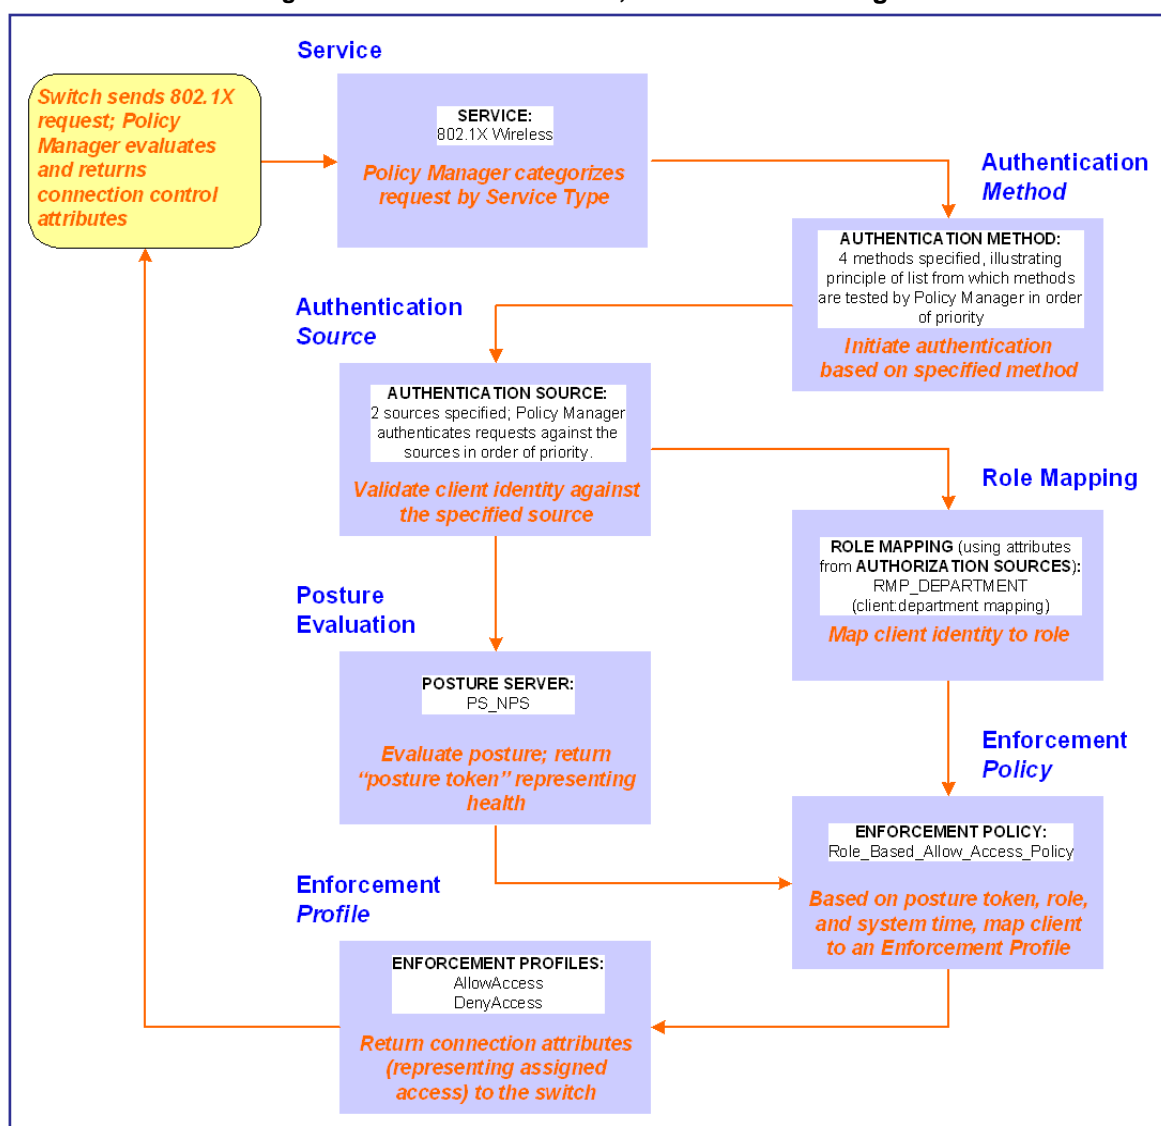 Service
Switch sends 802.1X
request; Policy
Manager evaluates
and returns
connection control
attributes
SERVICE:
802.1X Wireless
Policy Manager categorizes
request by Service Type
Authentication
Method
AUTHENTICATION METHOD:
4 methods specified, illustrating
principle of list from which methods
are tested by Policy Manager in order
of priority
Initiate authentication
based on specified method
Authentication
Source
AUTHENTICATION SOURCE:
2 sources specified; Policy Manager
authenticates requests against the
sources in order of priority.
Validate client identity against
the specified source
Role Mapping
ROLE MAPPING (using attributes
from AUTHORIZATION SOURCES):
RMP_DEPARTMENT
(client:department mapping)
Map client identity to role
Posture
Evaluation
POSTURE SERVER:
PS_NPS
Evaluate posture; return
“posture token” representing
health
Enforcement
Policy
ENFORCEMENT POLICY:
Role_Based_Allow_Access_Policy
Based on posture token, role,
and system time, map client
to an Enforcement Profile
Enforcement
Profile
ENFORCEMENT PROFILES:
AllowAccess
DenyAccess
Return connection attributes
(representing assigned
access) to the switch